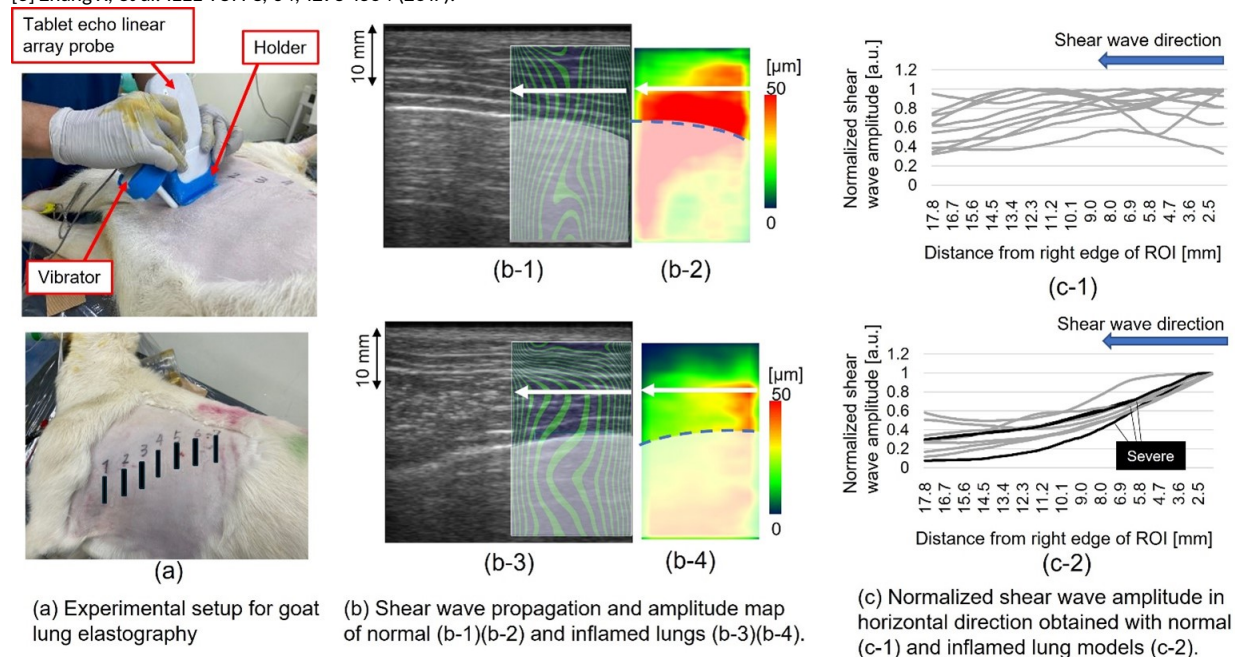 Tablet echo linear
array probe
Holder
Vibrator
1 2 3 4 5 6 7
(a)
(a) Experimental setup for goat
lung elastography
10 mm
[µm]
50
0
(b-1)
(b-2)
10 mm
[µm]
50
0
(b-3)
(b-4)
(b) Shear wave propagation and amplitude map
of normal (b-1)(b-2) and inflamed lungs (b-3)(b-4).
Shear wave direction
Normalized shear
wave amplitude [a.u.]
1.2
1
0.8
0.6
0.4
0.2
0
17.8 16.7 15.6 14.5 13.4 12.3 11.2 10.1 9.0 8.0 6.9 5.8 4.7 3.6 2.5
Distance from right edge of ROI [mm]
(c-1)
Shear wave direction
Normalized shear
wave amplitude [a.u.]
1.2
1
0.8
0.6
0.4
0.2
0
Severe
17.8 16.7 15.6 14.5 13.4 12.3 11.2 10.1 9.0 8.0 6.9 5.8 4.7 3.6 2.5
Distance from right edge of ROI [mm]
(c-2)
(c) Normalized shear wave amplitude in
horizontal direction obtained with normal
(c-1) and inflamed lung models (c-2).